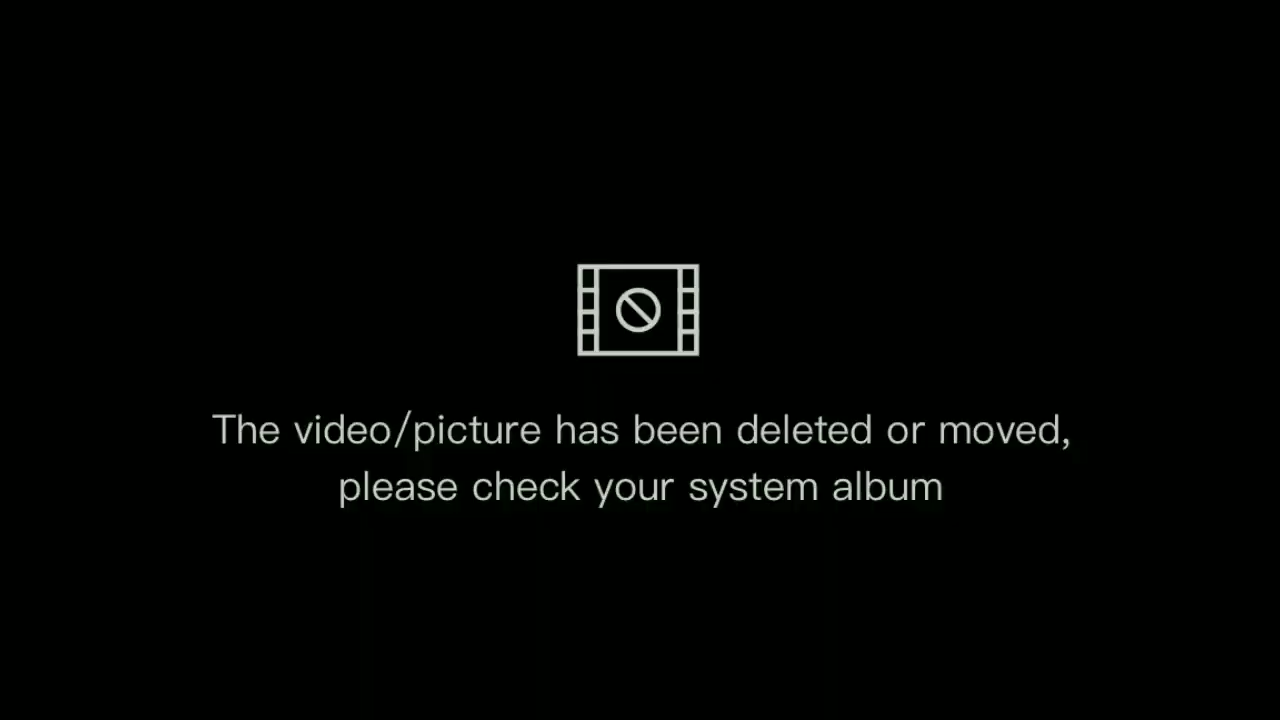 The video/picture has been deleted or moved,
please check your system album